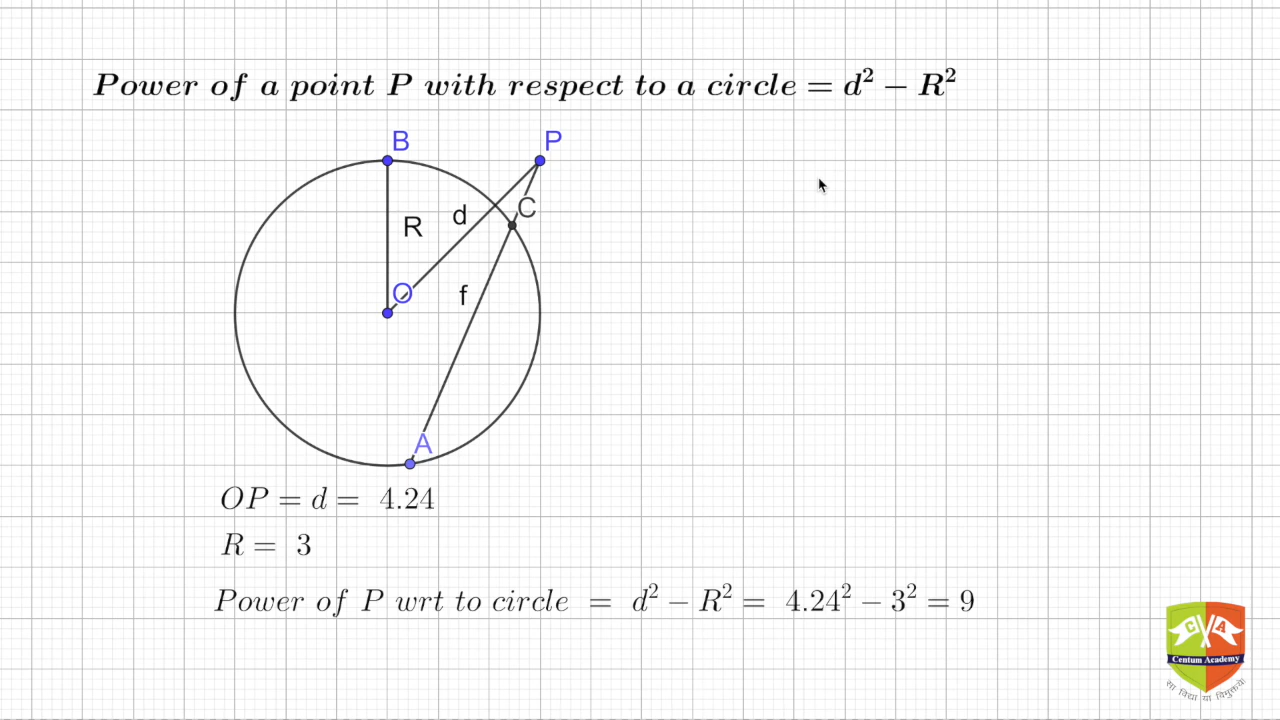 Power of a point P with respect to a circle = d² − R²
B
P
C
d
R
O
f
A
OP = d = 4.24
R = 3
Power of P wrt to circle = d² − R² = 4.24² − 3² = 9
C A
Centum Academy
सा विद्या या विमुक्तये